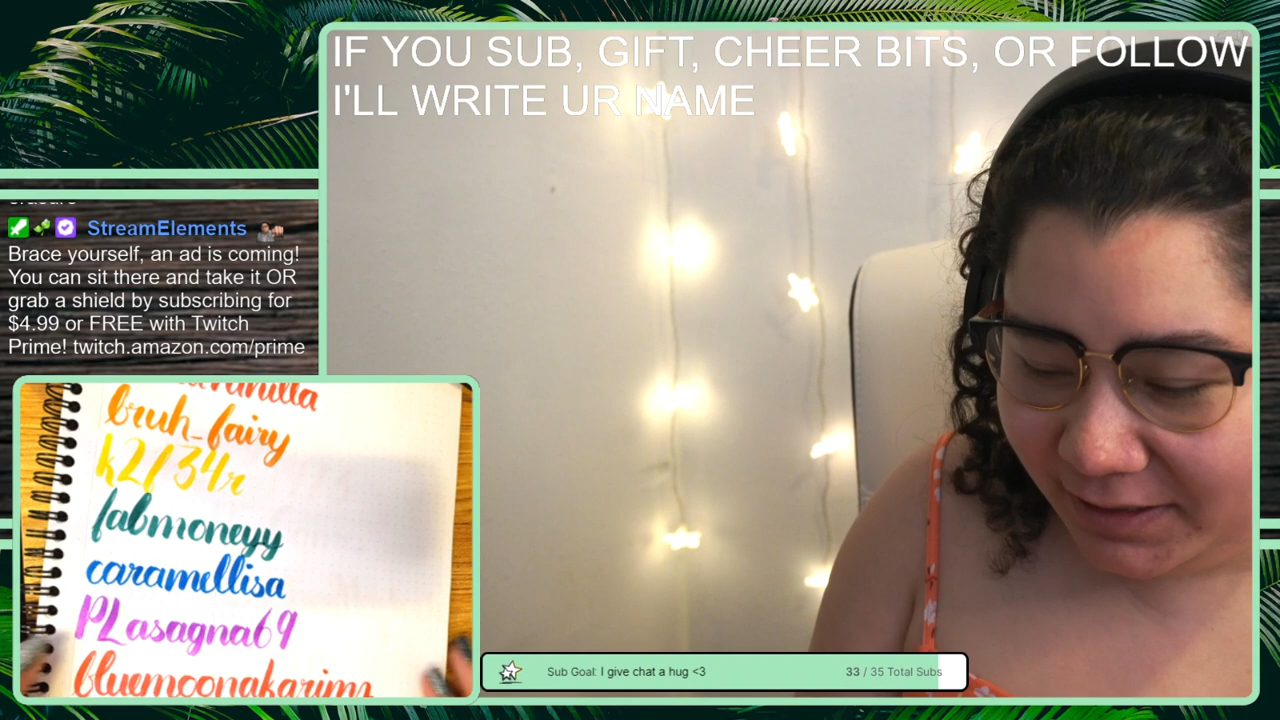 IF YOU SUB, GIFT, CHEER BITS, OR FOLLOW
I'LL WRITE UR NAME
StreamElements
Brace yourself, an ad is coming!
You can sit there and take it OR
grab a shield by subscribing for
$4.99 or FREE with Twitch
Prime! twitch.amazon.com/prime
bruh_fairy
fabmoneyy
caramellisa
PLasagna69
Sub Goal: I give chat a hug <3
33 / 35 Total Subs